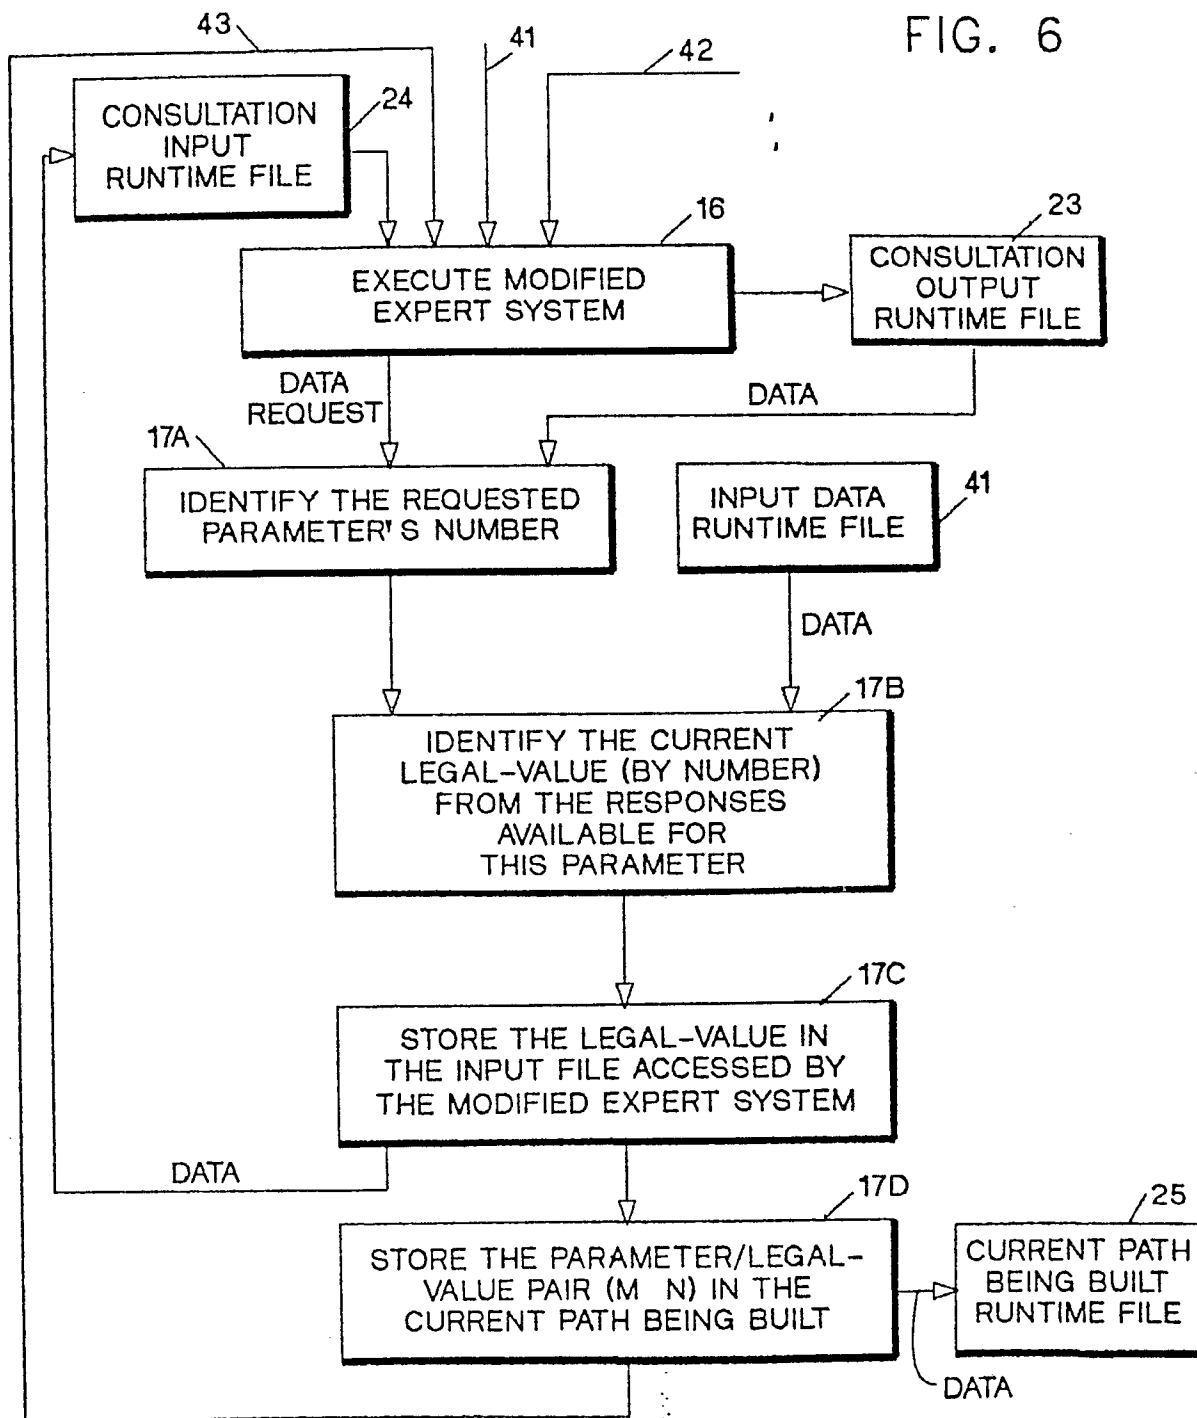 FIG. 6
43
41
42
24
CONSULTATION
INPUT
RUNTIME FILE
16
EXECUTE MODIFIED
EXPERT SYSTEM
23
CONSULTATION
OUTPUT
RUNTIME FILE
DATA
REQUEST
DATA
17A
IDENTIFY THE REQUESTED
PARAMETER'S NUMBER
41
INPUT DATA
RUNTIME FILE
DATA
17B
IDENTIFY THE CURRENT
LEGAL-VALUE (BY NUMBER)
FROM THE RESPONSES
AVAILABLE FOR
THIS PARAMETER
17C
STORE THE LEGAL-VALUE IN
THE INPUT FILE ACCESSED BY
THE MODIFIED EXPERT SYSTEM
DATA
17D
STORE THE PARAMETER/LEGAL-
VALUE PAIR (M N) IN THE
CURRENT PATH BEING BUILT
25
CURRENT PATH
BEING BUILT
RUNTIME FILE
DATA